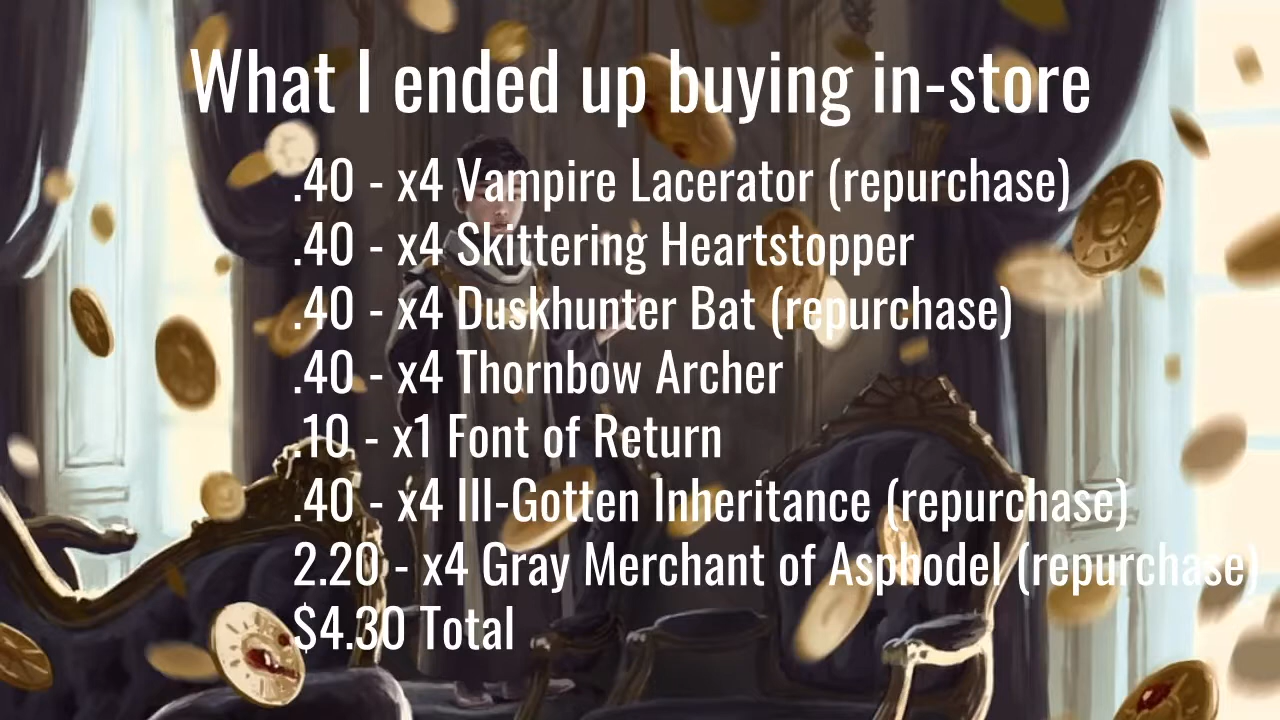 What I ended up buying in-store
.40 - x4 Vampire Lacerator (repurchase)
.40 - x4 Skittering Heartstopper
.40 - x4 Duskhunter Bat (repurchase)
.40 - x4 Thornbow Archer
.10 - x1 Font of Return
.40 - x4 Ill-Gotten Inheritance (repurchase)
2.20 - x4 Gray Merchant of Asphodel (repurchase)
$4.30 Total